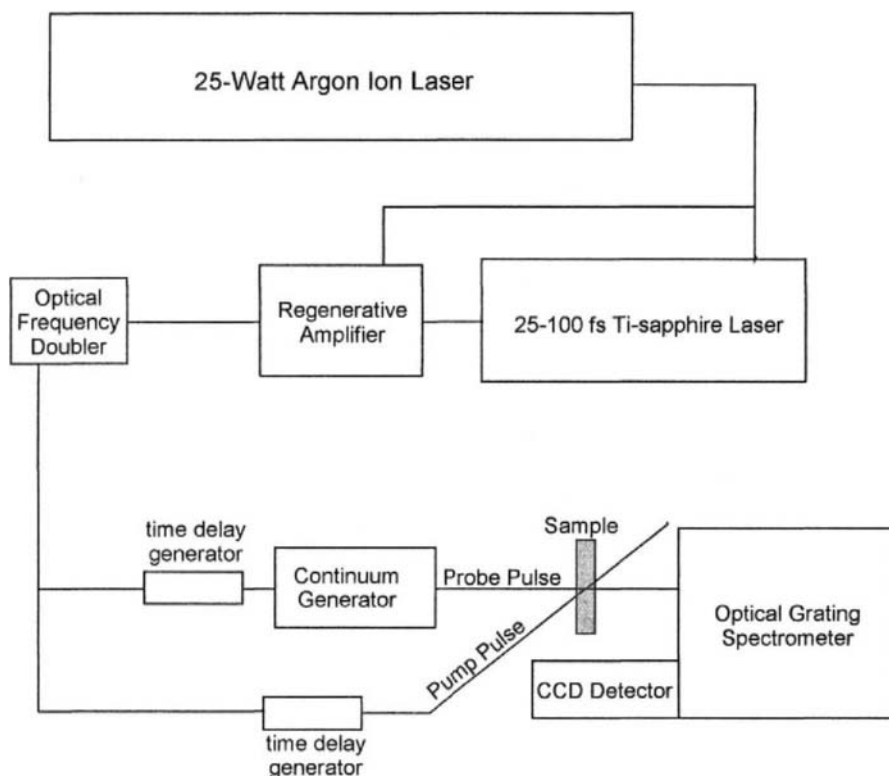 25-Watt Argon Ion Laser
Optical
Frequency
Doubler
Regenerative
Amplifier
25-100 fs Ti-sapphire Laser
time delay
generator
Continuum
Generator
Probe Pulse
Sample
Optical Grating
Spectrometer
Pump Pulse
CCD Detector
time delay
generator